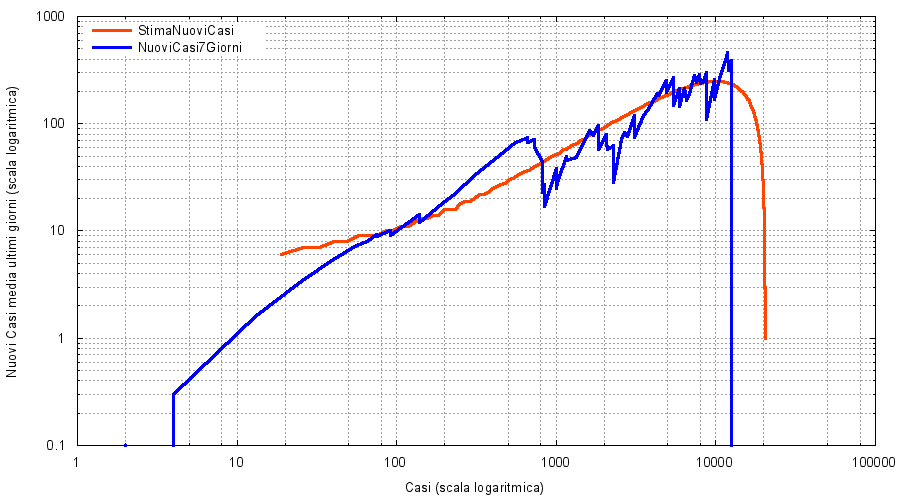 1000
StimaNuoviCasi
NuoviCasi7Giorni
100
10
1
0.1
Nuovi Casi media ultimi giorni (scala logaritmica)
1 10 100 1000 10000 100000
Casi (scala logaritmica)